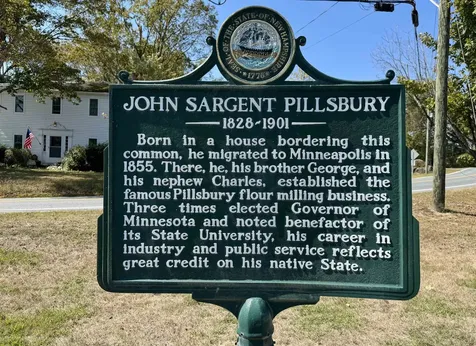 SEAL OF THE STATE OF NEW HAMPSHIRE
1776
JOHN SARGENT PILLSBURY
1828-1901
Born in a house bordering this
common, he migrated to Minneapolis in
1855. There, he, his brother George, and
his nephew Charles, established the
famous Pillsbury flour milling business.
Three times elected Governor of
Minnesota and noted benefactor of
its State University, his career in
industry and public service reflects
great credit on his native State.